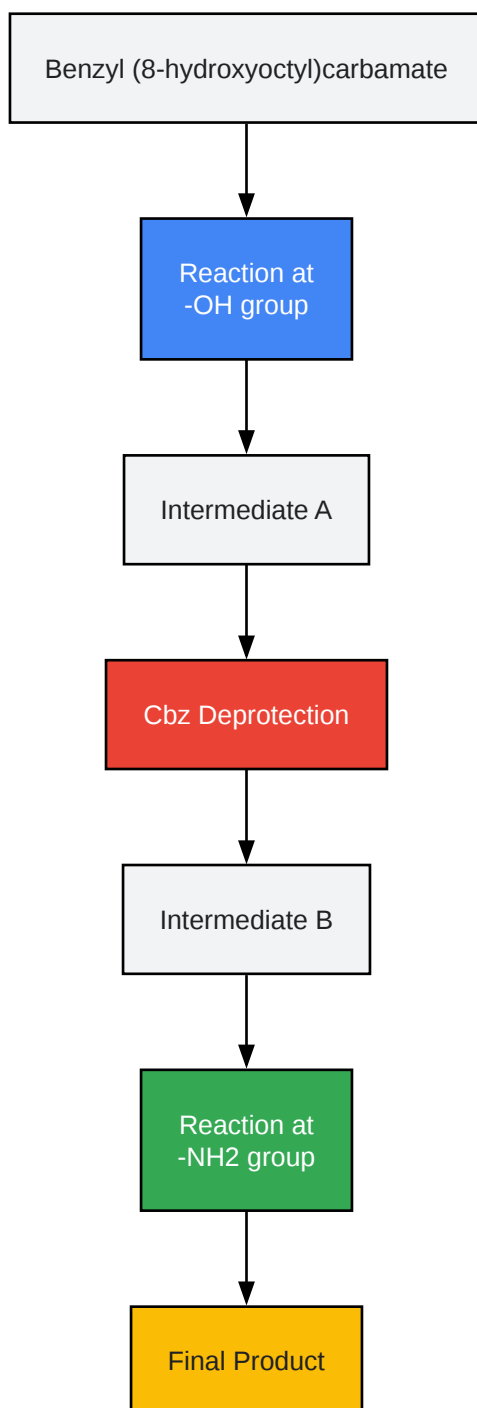 Benzyl (8-hydroxyoctyl)carbamate
Reaction at
-OH group
Intermediate A
Cbz Deprotection
Intermediate B
Reaction at
-NH2 group
Final Product